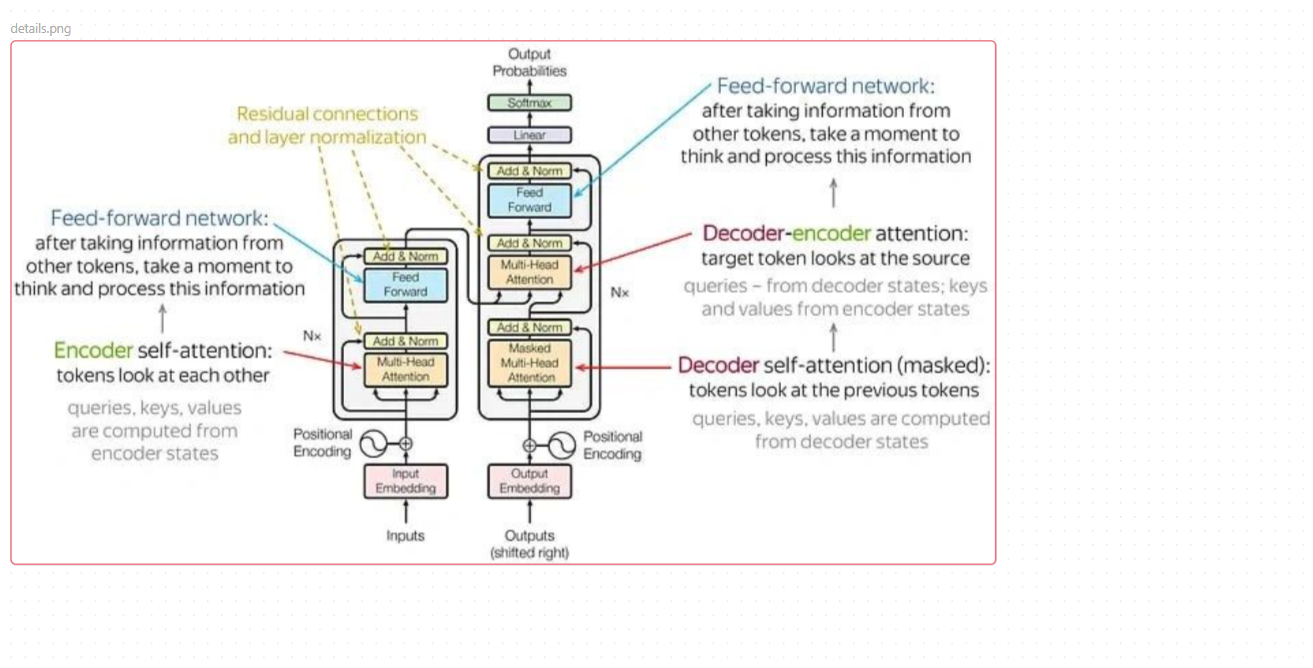 details.png
Output
Probabilities
Softmax
Linear
Add & Norm
Feed
Forward
Add & Norm
Multi-Head
Attention
Nx
Add & Norm
Masked
Multi-Head
Attention
Positional
Encoding
Output
Embedding
Outputs
(shifted right)
Residual connections
and layer normalization
Feed-forward network:
after taking information from
other tokens, take a moment to
think and process this information
Encoder self-attention:
tokens look at each other
queries, keys, values
are computed from
encoder states
Add & Norm
Feed
Forward
Nx
Add & Norm
Multi-Head
Attention
Positional
Encoding
Input
Embedding
Inputs
Feed-forward network:
after taking information from
other tokens, take a moment to
think and process this information
Decoder-encoder attention:
target token looks at the source
queries – from decoder states; keys
and values from encoder states
Decoder self-attention (masked):
tokens look at the previous tokens
queries, keys, values are computed
from decoder states